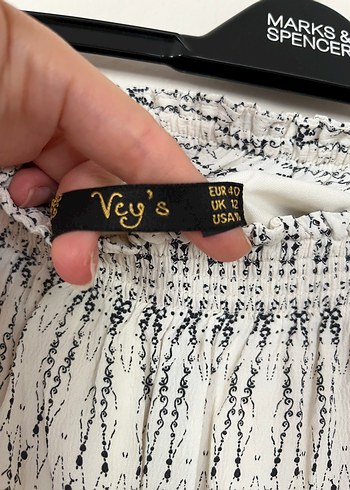 MARKS &
SPENCER
Vey's
EUR 40
UK 12
USA